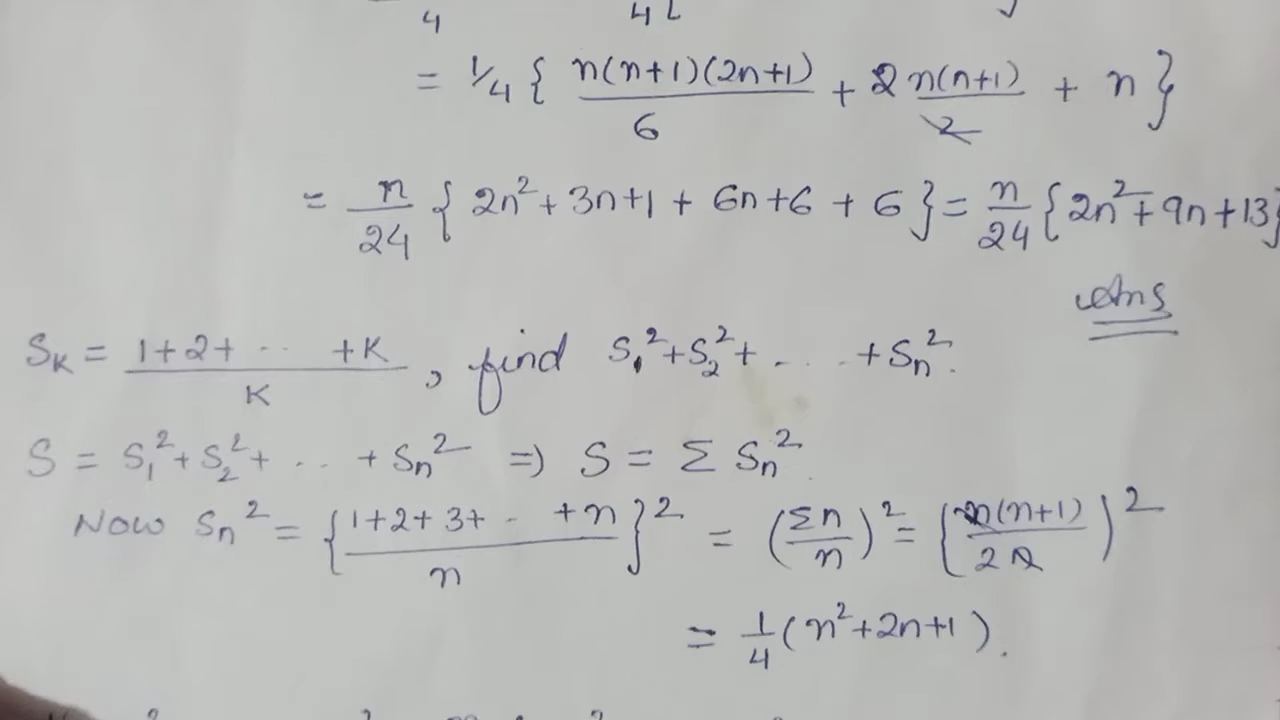 4 4
= 1/4 { n(n+1)(2n+1)/6 + 2 n(n+1)/2 + n }
= n/24 { 2n² + 3n+1 + 6n+6 + 6 } = n/24 { 2n² + 9n + 13 }
Ans
S_K = 1+2+ .. +K / K , find S₁² + S₂² + .... + Sn².
S = S₁² + S₂² + .. + Sn² ⇒ S = Σ Sn².
Now Sn² = { 1+2+3+ .. +n / n }² = (Σn / n)² = ( n(n+1) / 2n )²
= 1/4 (n² + 2n + 1).